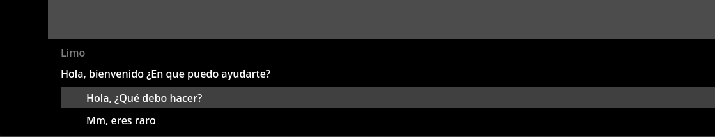 Limo
Hola, bienvenido ¿En que puedo ayudarte?
Hola, ¿Qué debo hacer?
Mm, eres raro